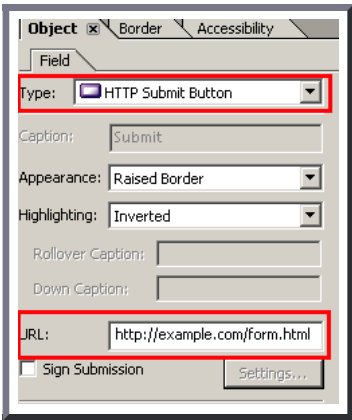 Object Border Accessibility
Field
Type: HTTP Submit Button
Caption: Submit
Appearance: Raised Border
Highlighting: Inverted
Rollover Caption:
Down Caption:
URL: http://example.com/form.html
Sign Submission Settings...